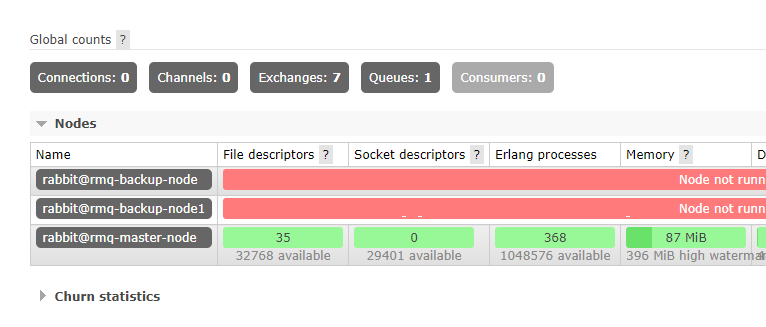 Global counts ?
Connections: 0 Channels: 0 Exchanges: 7 Queues: 1 Consumers: 0
Nodes
Name File descriptors ? Socket descriptors ? Erlang processes Memory ?
rabbit@rmq-backup-node Node not runn
rabbit@rmq-backup-node1 Node not runn
rabbit@rmq-master-node 35 0 368 87 MiB
32768 available 29401 available 1048576 available 396 MiB high watermar
Churn statistics